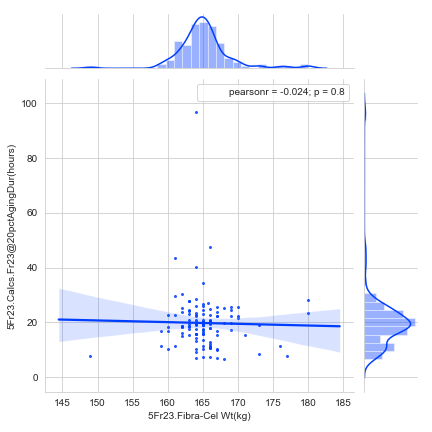 pearsonr = -0.024; p = 0.8
5Fr23.Calcs.Fr23@20pctAgingDur(hours)
100
80
60
40
20
0
145 150 155 160 165 170 175 180 185
5Fr23.Fibra-Cel Wt(kg)